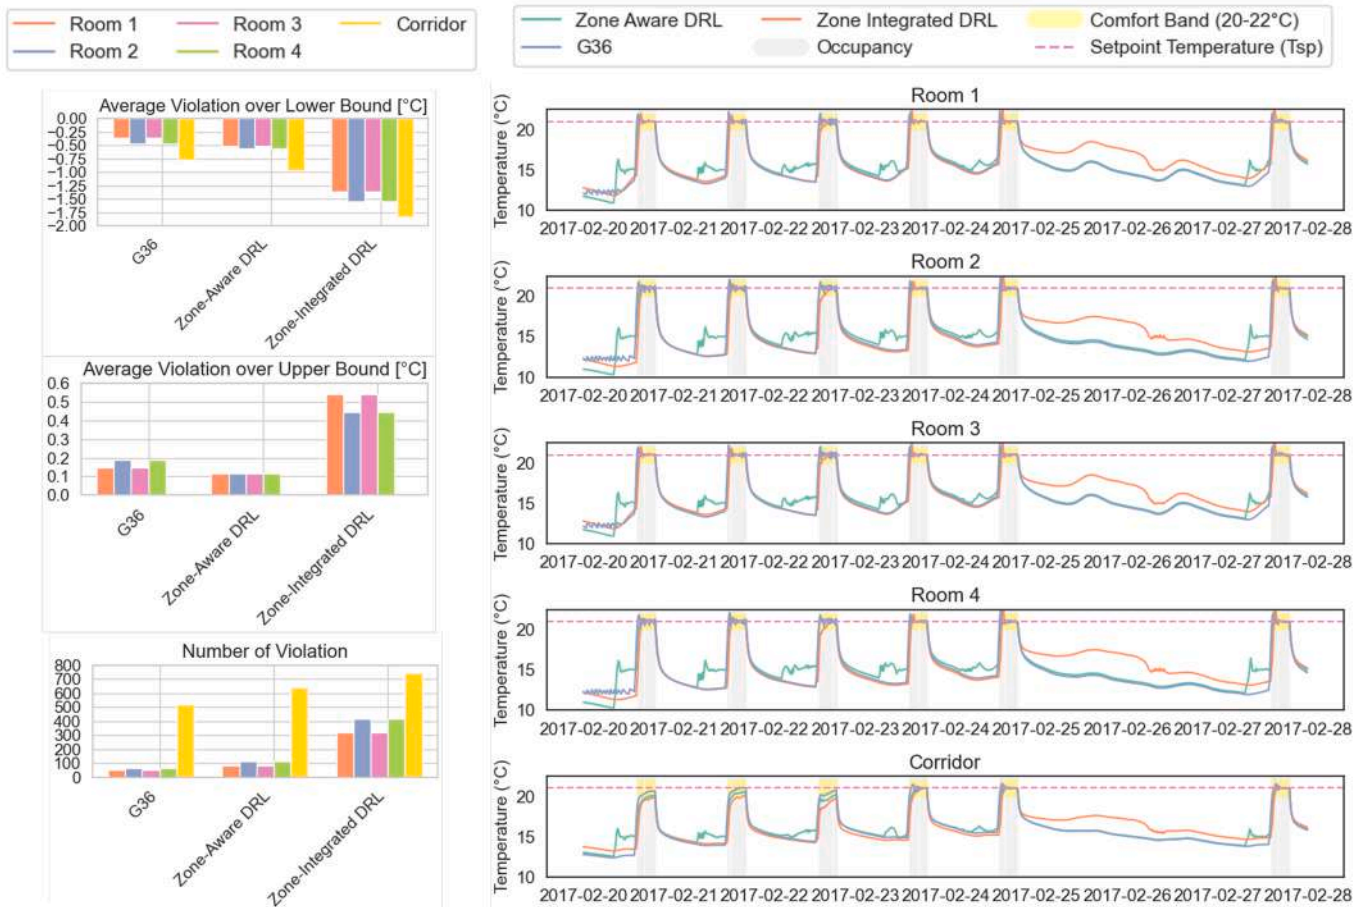 Room 1
Room 3
Corridor
Room 2
Room 4
Zone Aware DRL
Zone Integrated DRL
Comfort Band (20-22°C)
G36
Occupancy
Setpoint Temperature (Tsp)
Average Violation over Lower Bound [°C]
0.00
−0.25
−0.50
−0.75
−1.00
−1.25
−1.50
−1.75
−2.00
G36
Zone-Aware DRL
Zone-Integrated DRL
Average Violation over Upper Bound [°C]
0.6
0.5
0.4
0.3
0.2
0.1
0.0
G36
Zone-Aware DRL
Zone-Integrated DRL
Number of Violation
800
700
600
500
400
300
200
100
0
G36
Zone-Aware DRL
Zone-Integrated DRL
Room 1
Temperature (°C)
20
15
10
2017-02-20 2017-02-21 2017-02-22 2017-02-23 2017-02-24 2017-02-25 2017-02-26 2017-02-27 2017-02-28
Room 2
Temperature (°C)
20
15
10
2017-02-20 2017-02-21 2017-02-22 2017-02-23 2017-02-24 2017-02-25 2017-02-26 2017-02-27 2017-02-28
Room 3
Temperature (°C)
20
15
10
2017-02-20 2017-02-21 2017-02-22 2017-02-23 2017-02-24 2017-02-25 2017-02-26 2017-02-27 2017-02-28
Room 4
Temperature (°C)
20
15
10
2017-02-20 2017-02-21 2017-02-22 2017-02-23 2017-02-24 2017-02-25 2017-02-26 2017-02-27 2017-02-28
Corridor
Temperature (°C)
20
15
10
2017-02-20 2017-02-21 2017-02-22 2017-02-23 2017-02-24 2017-02-25 2017-02-26 2017-02-27 2017-02-28